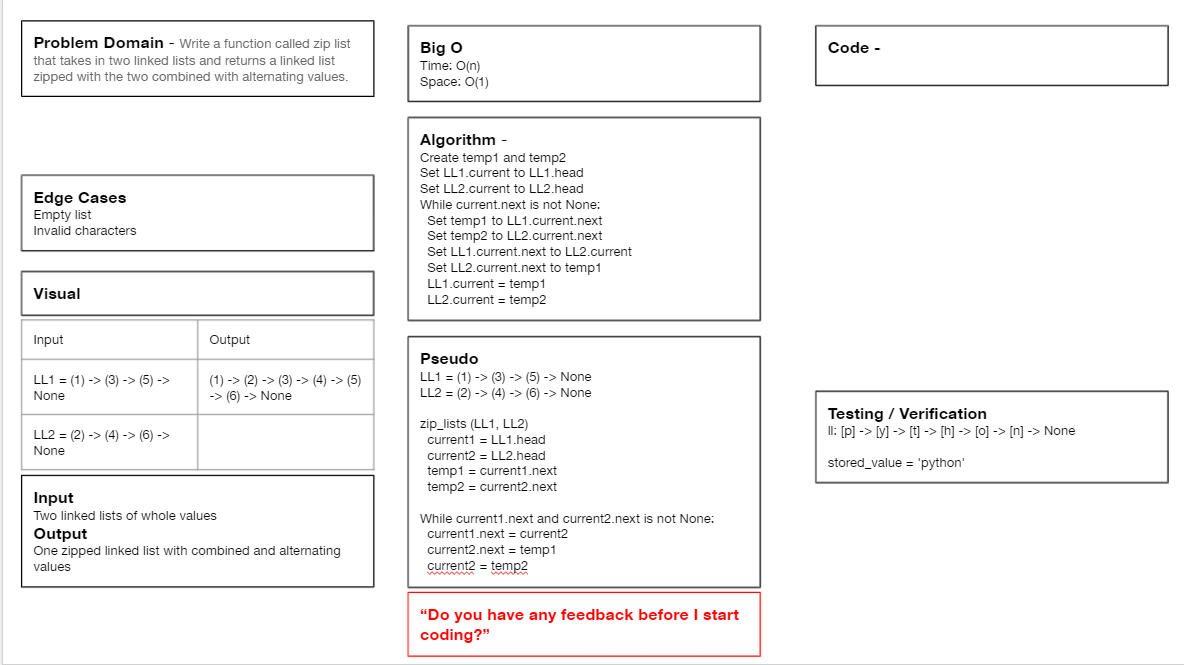 Problem Domain - Write a function called zip list
that takes in two linked lists and returns a linked list
zipped with the two combined with alternating values.
Edge Cases
Empty list
Invalid characters
Visual
Input
Output
LL1 = (1) -> (3) -> (5) ->
None
(1) -> (2) -> (3) -> (4) -> (5)
-> (6) -> None
LL2 = (2) -> (4) -> (6) ->
None
Input
Two linked lists of whole values
Output
One zipped linked list with combined and alternating
values
Big O
Time: O(n)
Space: O(1)
Algorithm -
Create temp1 and temp2
Set LL1.current to LL1.head
Set LL2.current to LL2.head
While current.next is not None:
Set temp1 to LL1.current.next
Set temp2 to LL2.current.next
Set LL1.current.next to LL2.current
Set LL2.current.next to temp1
LL1.current = temp1
LL2.current = temp2
Pseudo
LL1 = (1) -> (3) -> (5) -> None
LL2 = (2) -> (4) -> (6) -> None
zip_lists (LL1, LL2)
current1 = LL1.head
current2 = LL2.head
temp1 = current1.next
temp2 = current2.next
While current1.next and current2.next is not None:
current1.next = current2
current2.next = temp1
current2 = temp2
“Do you have any feedback before I start
coding?”
Code -
Testing / Verification
ll: [p] -> [y] -> [t] -> [h] -> [o] -> [n] -> None
stored_value = 'python'